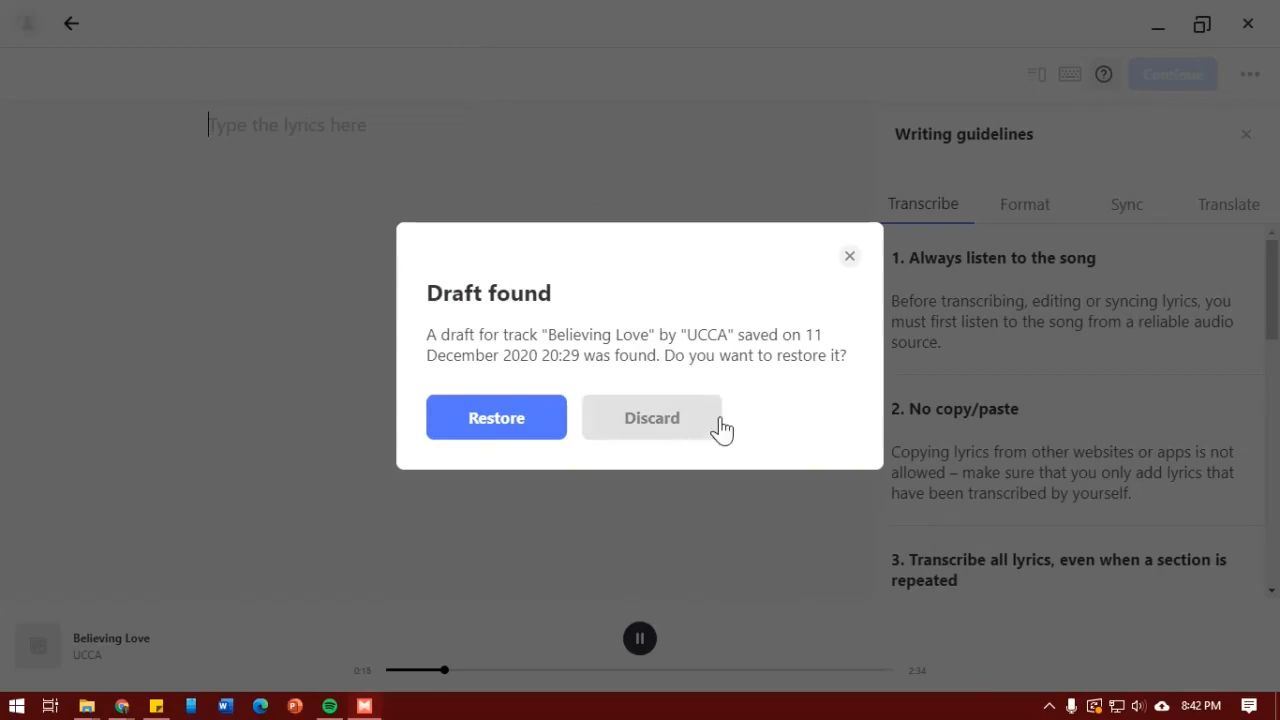 Continue
Type the lyrics here
Writing guidelines
Transcribe Format Sync Translate
1. Always listen to the song
Before transcribing, editing or syncing lyrics, you
must first listen to the song from a reliable audio
source.
2. No copy/paste
Copying lyrics from other websites or apps is not
allowed – make sure that you only add lyrics that
have been transcribed by yourself.
3. Transcribe all lyrics, even when a section is
repeated
Draft found
A draft for track "Believing Love" by "UCCA" saved on 11
December 2020 20:29 was found. Do you want to restore it?
Restore Discard
Believing Love
UCCA
0:15 2:34
8:42 PM